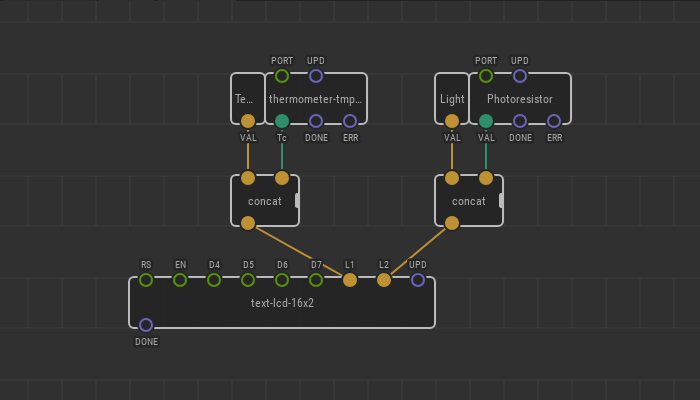 PORT UPD PORT UPD
Te... thermometer-tmp... Light Photoresistor
VAL Tc DONE ERR VAL VAL DONE ERR
concat concat
RS EN D4 D5 D6 D7 L1 L2 UPD
text-lcd-16x2
DONE